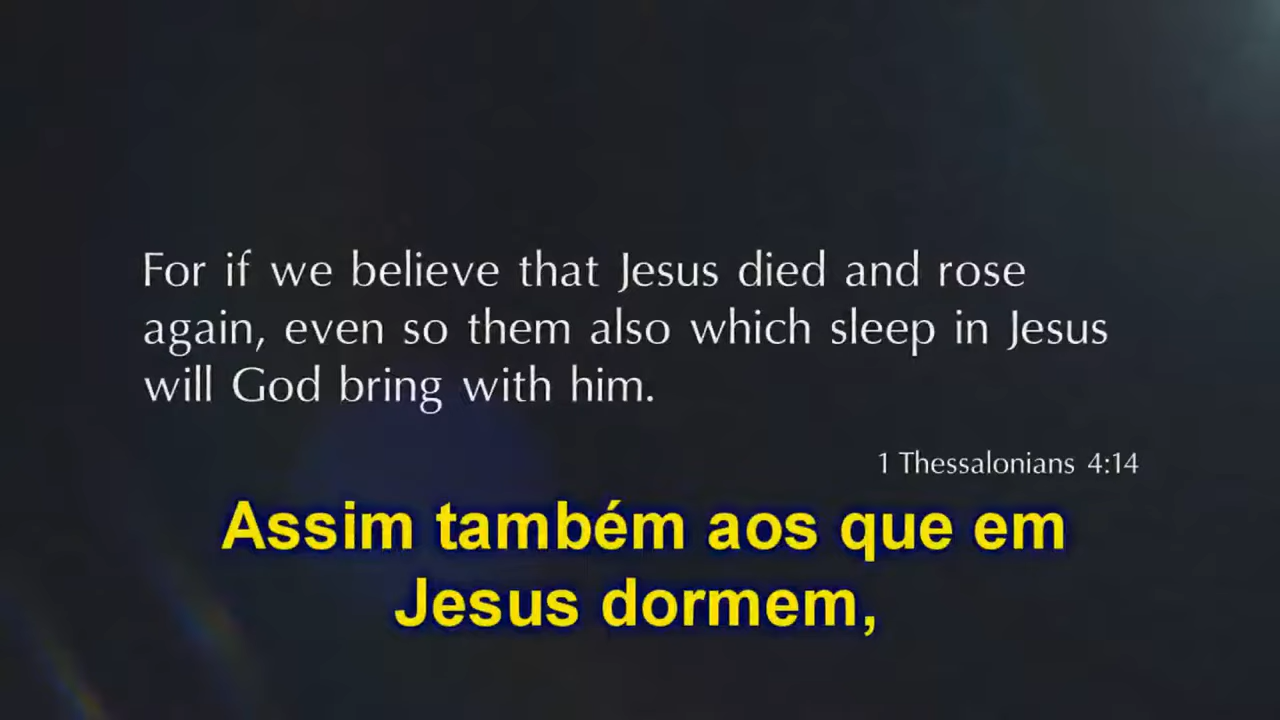 For if we believe that Jesus died and rose
again, even so them also which sleep in Jesus
will God bring with him.
1 Thessalonians 4:14
Assim também aos que em
Jesus dormem,